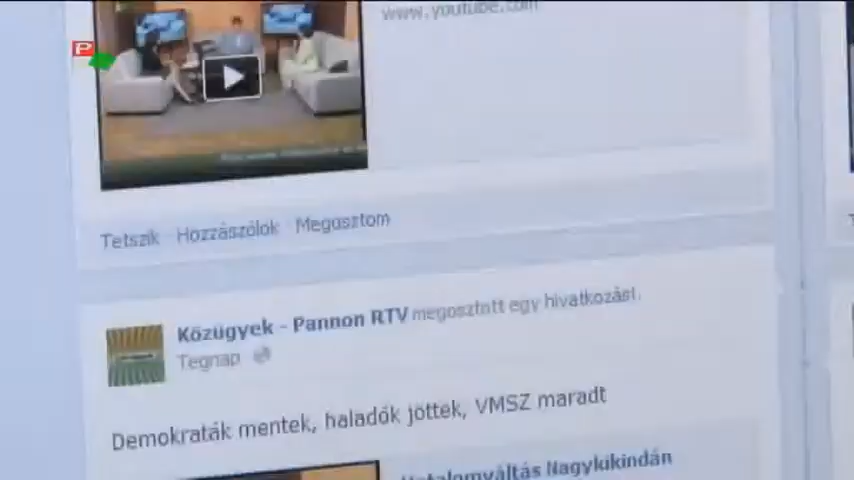 P
www.youtube.com
Tetszik · Hozzászólok · Megosztom
Közügyek - Pannon RTV megosztott egy hivatkozást.
Tegnap
Demokraták mentek, haladók jöttek, VMSZ maradt
Hatalomváltás Nagykikindán